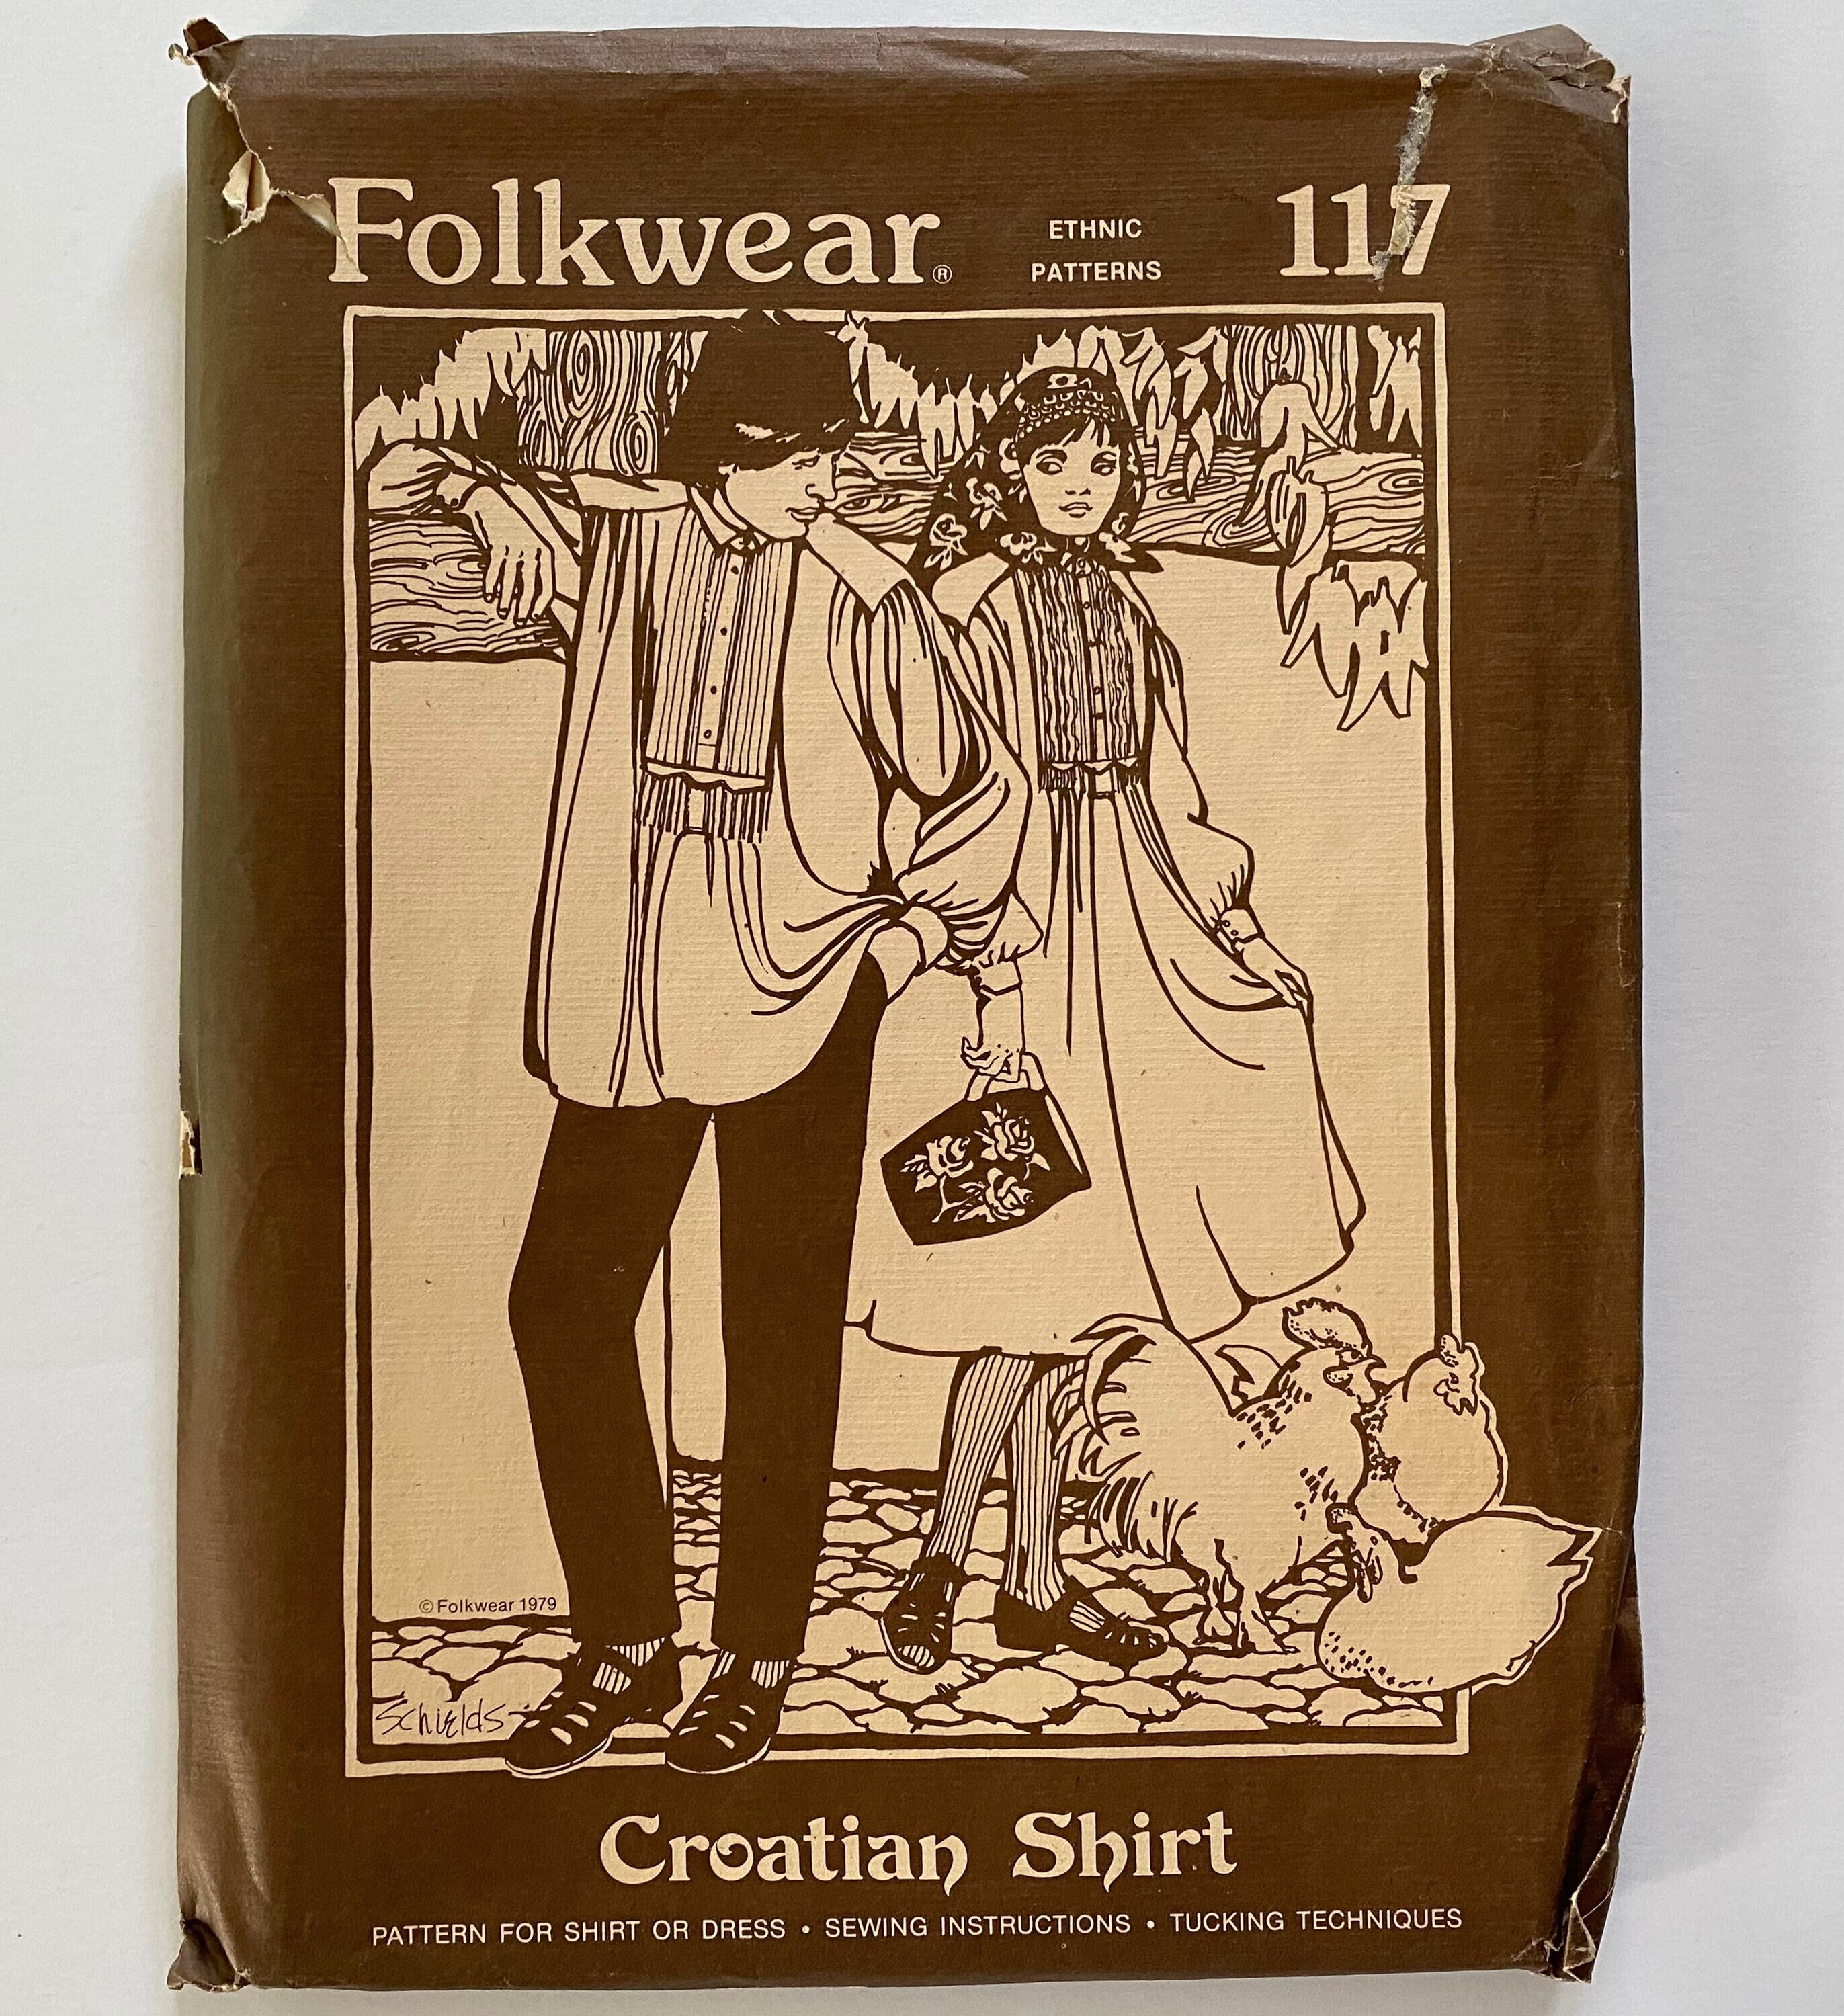 Folkwear®
ETHNIC
PATTERNS
117
© Folkwear 1979
Schields
Croatian Shirt
PATTERN FOR SHIRT OR DRESS • SEWING INSTRUCTIONS • TUCKING TECHNIQUES